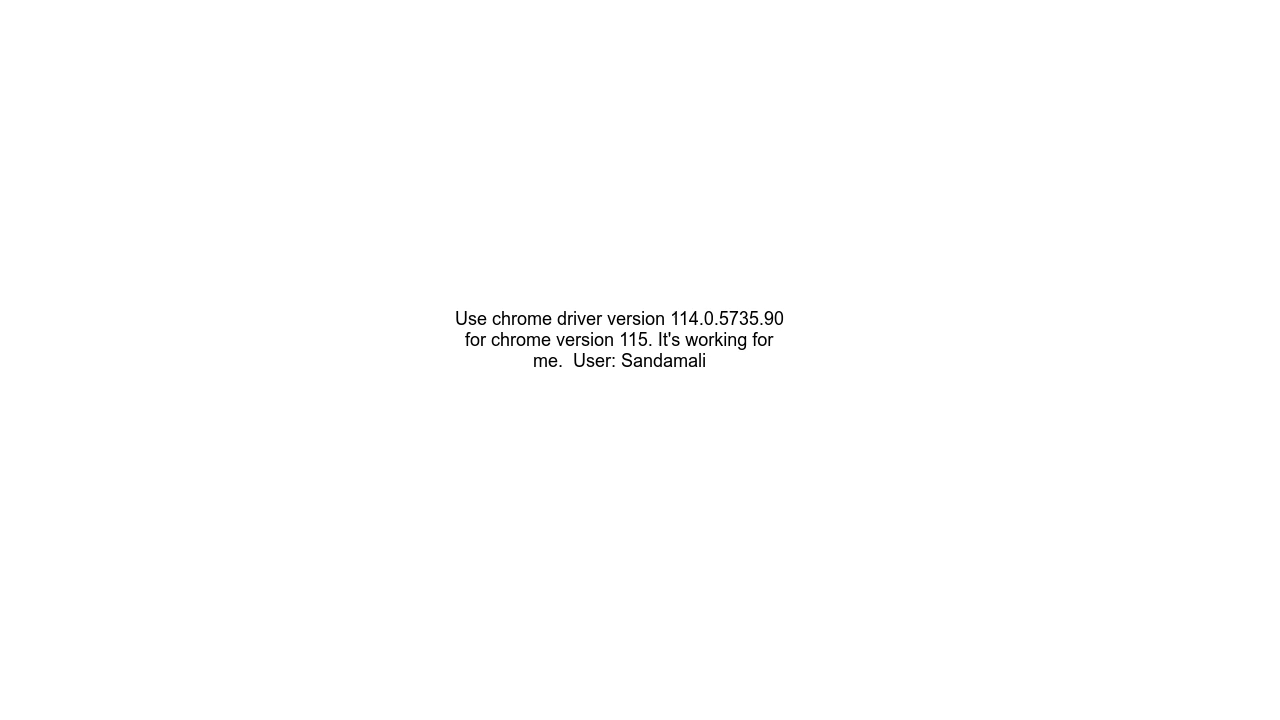 Use chrome driver version 114.0.5735.90
for chrome version 115. It's working for
me.  User: Sandamali